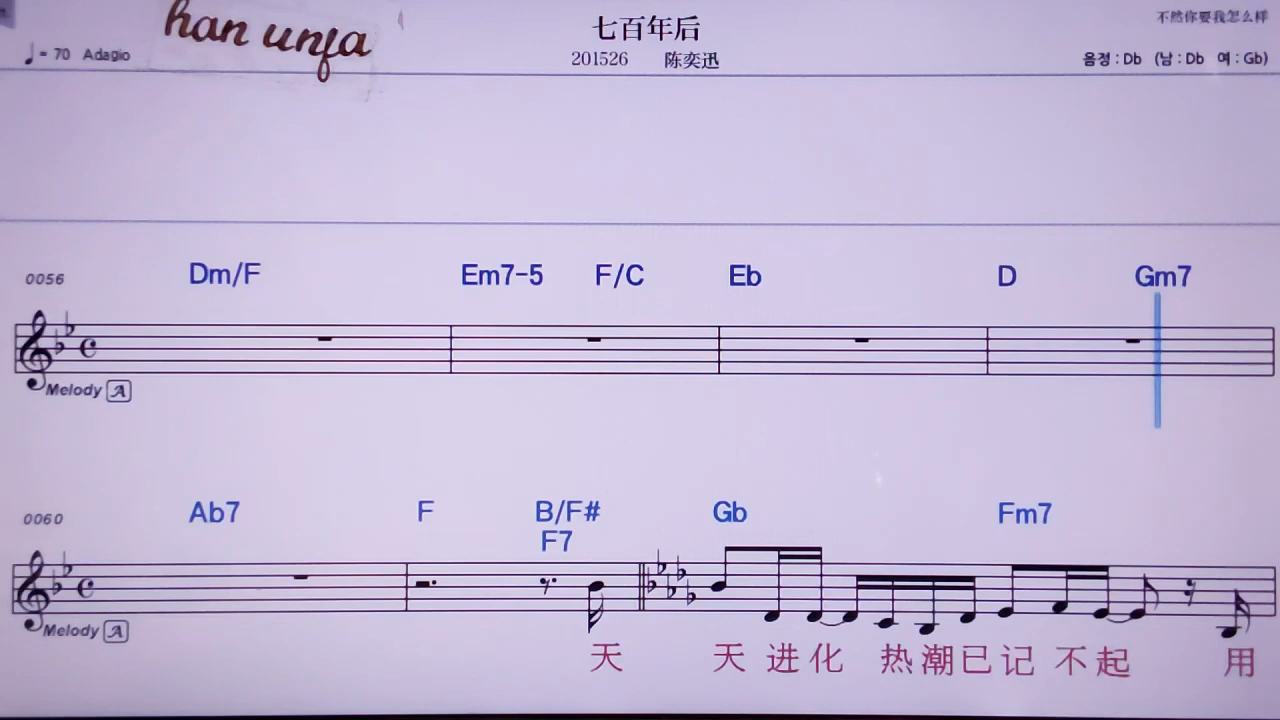 han unfa
不然你要我怎么样
七百年后
♩= 70 Adagio
201526 陈奕迅
음정 : Db (남 : Db 여 : Gb)
0056 Dm/F Em7-5 F/C Eb D Gm7
Melody A
0060 Ab7 F B/F# Gb Fm7
F7
Melody A
天 天 进 化 热 潮 已 记 不 起 用